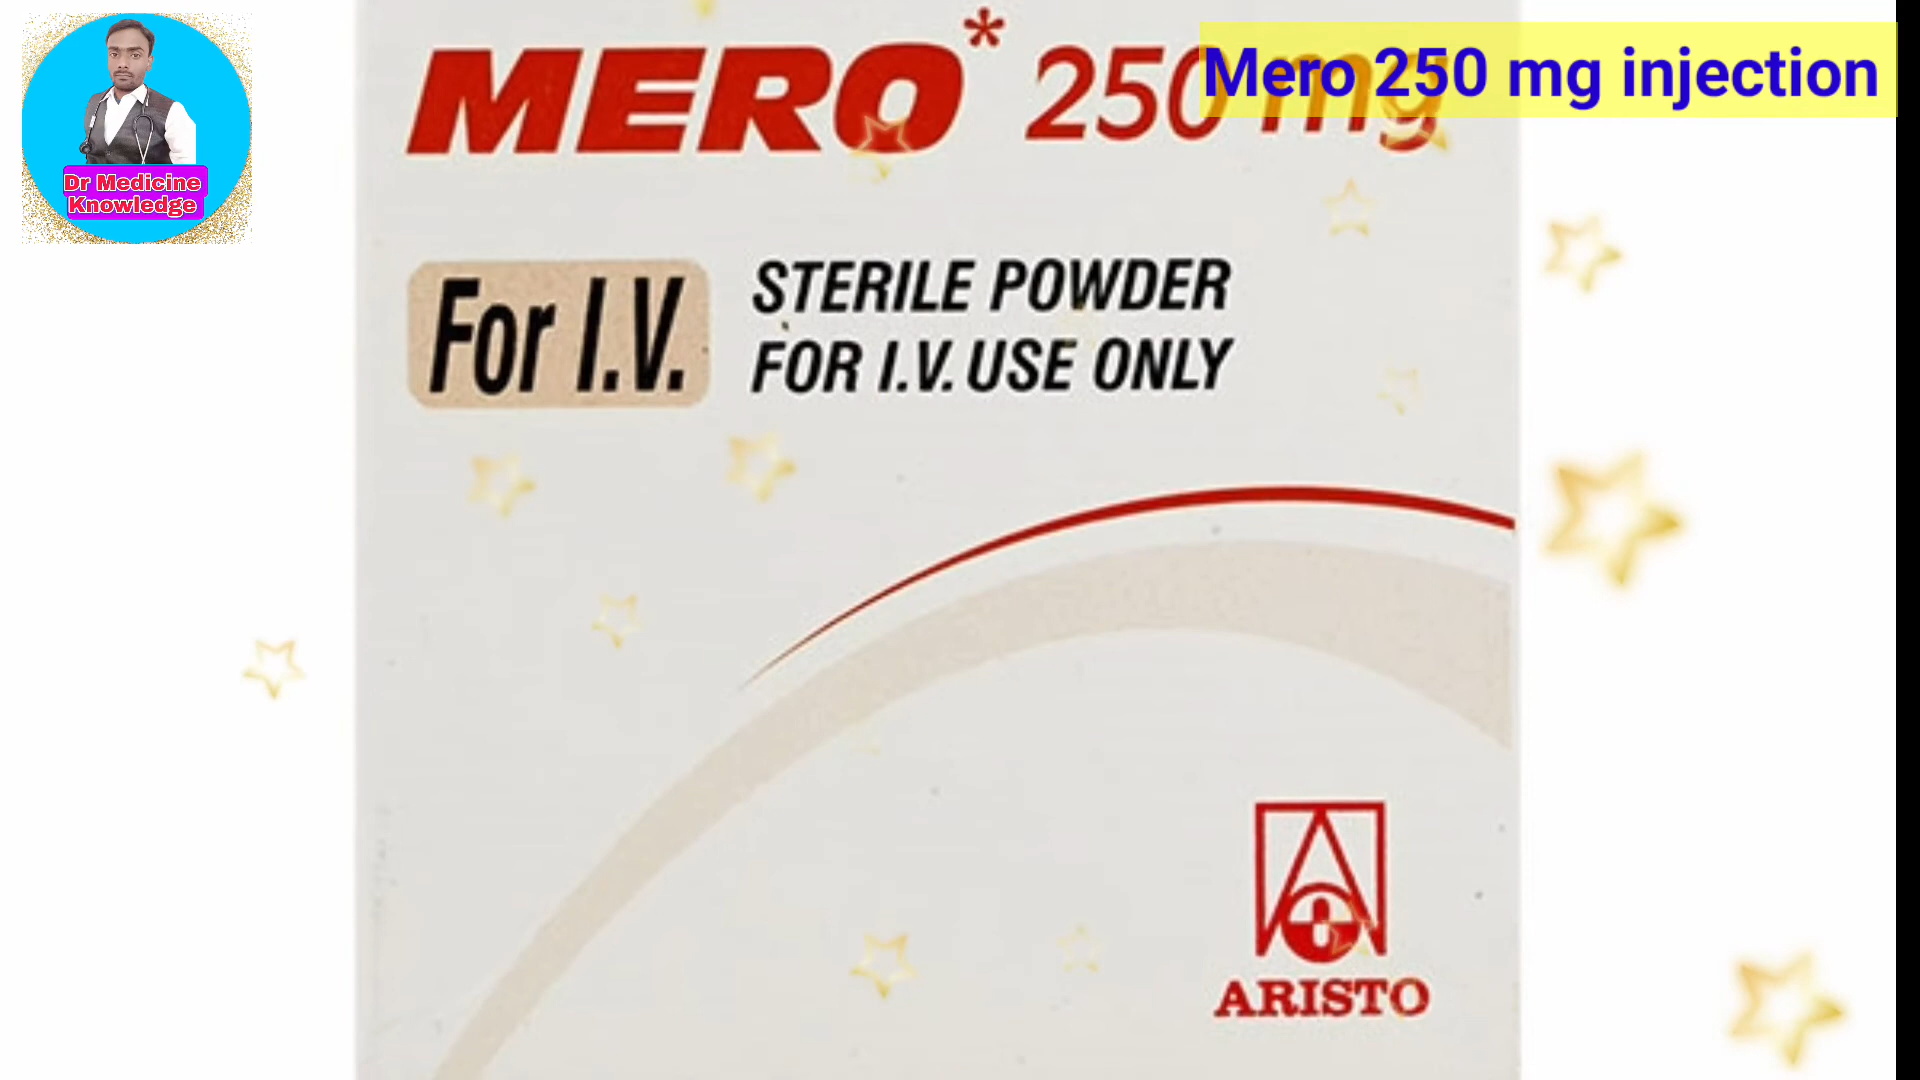 MERO* 250 mg
Mero 250 mg injection
Dr Medicine
Knowledge
For I.V.
STERILE POWDER
FOR I.V. USE ONLY
ARISTO